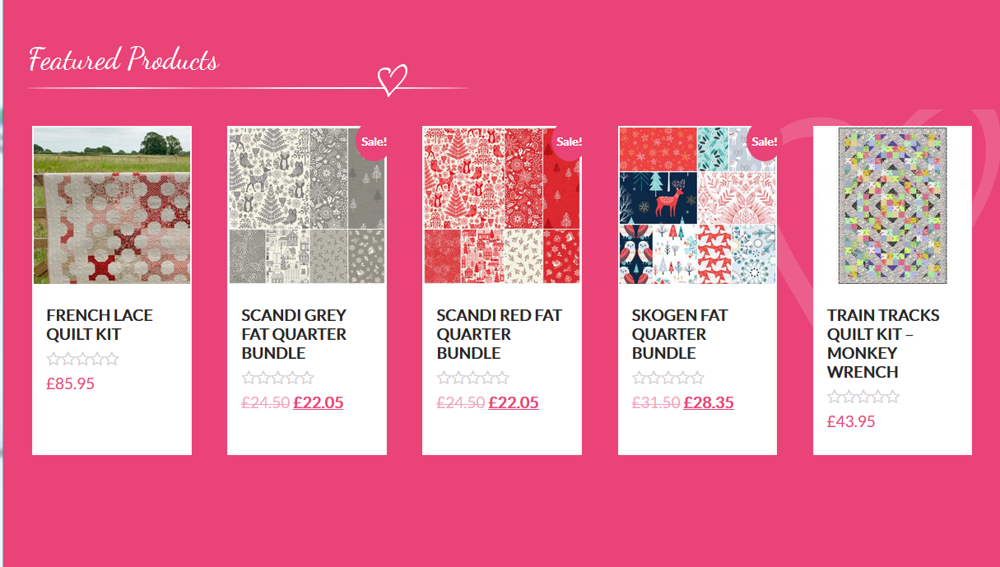 Featured Products
Sale!
Sale!
Sale!
FRENCH LACE
QUILT KIT
£85.95
SCANDI GREY
FAT QUARTER
BUNDLE
£24.50 £22.05
SCANDI RED FAT
QUARTER
BUNDLE
£24.50 £22.05
SKOGEN FAT
QUARTER
BUNDLE
£31.50 £28.35
TRAIN TRACKS
QUILT KIT –
MONKEY
WRENCH
£43.95